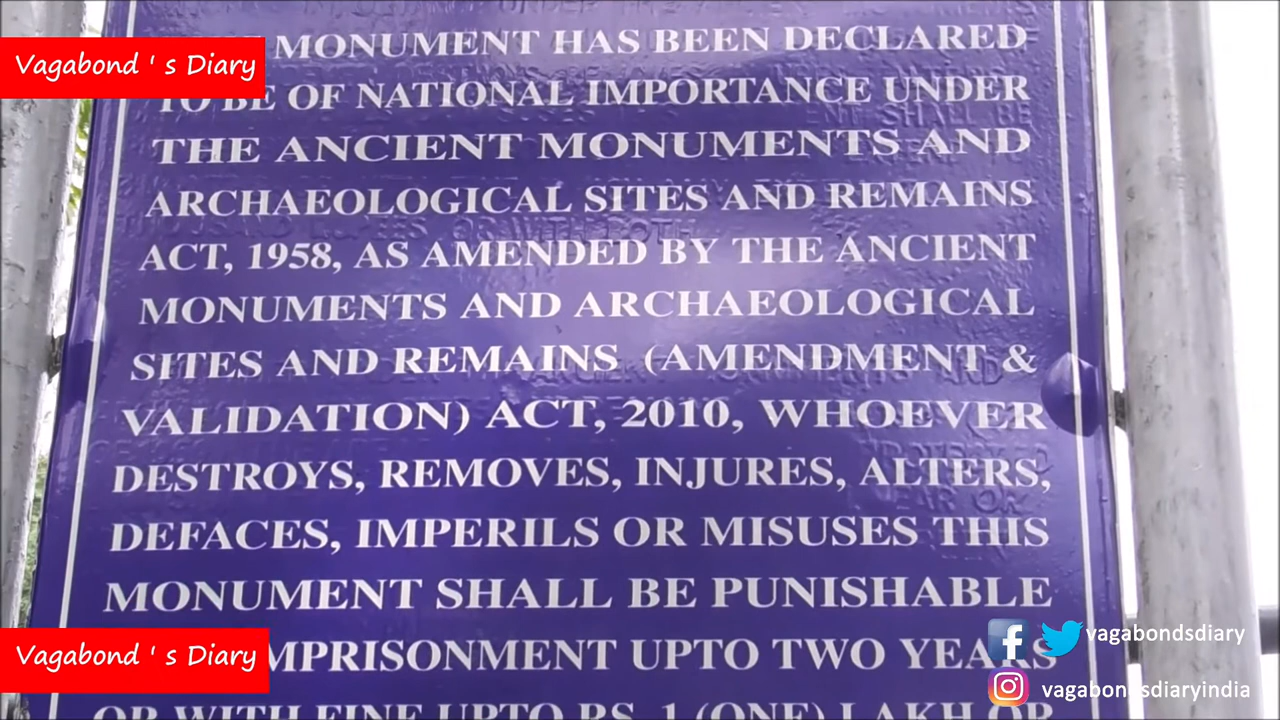 Vagabond ' s Diary
MONUMENT HAS BEEN DECLARED
TO BE OF NATIONAL IMPORTANCE UNDER
THE ANCIENT MONUMENTS AND
ARCHAEOLOGICAL SITES AND REMAINS
ACT, 1958, AS AMENDED BY THE ANCIENT
MONUMENTS AND ARCHAEOLOGICAL
SITES AND REMAINS (AMENDMENT &
VALIDATION) ACT, 2010, WHOEVER
DESTROYS, REMOVES, INJURES, ALTERS,
DEFACES, IMPERILS OR MISUSES THIS
MONUMENT SHALL BE PUNISHABLE
MPRISONMENT UPTO TWO YEARS
OR WITH FINE UPTO RS. 1 (ONE) LAKH OR
Vagabond ' s Diary
vagabondsdiary
vagabondsdiaryindia